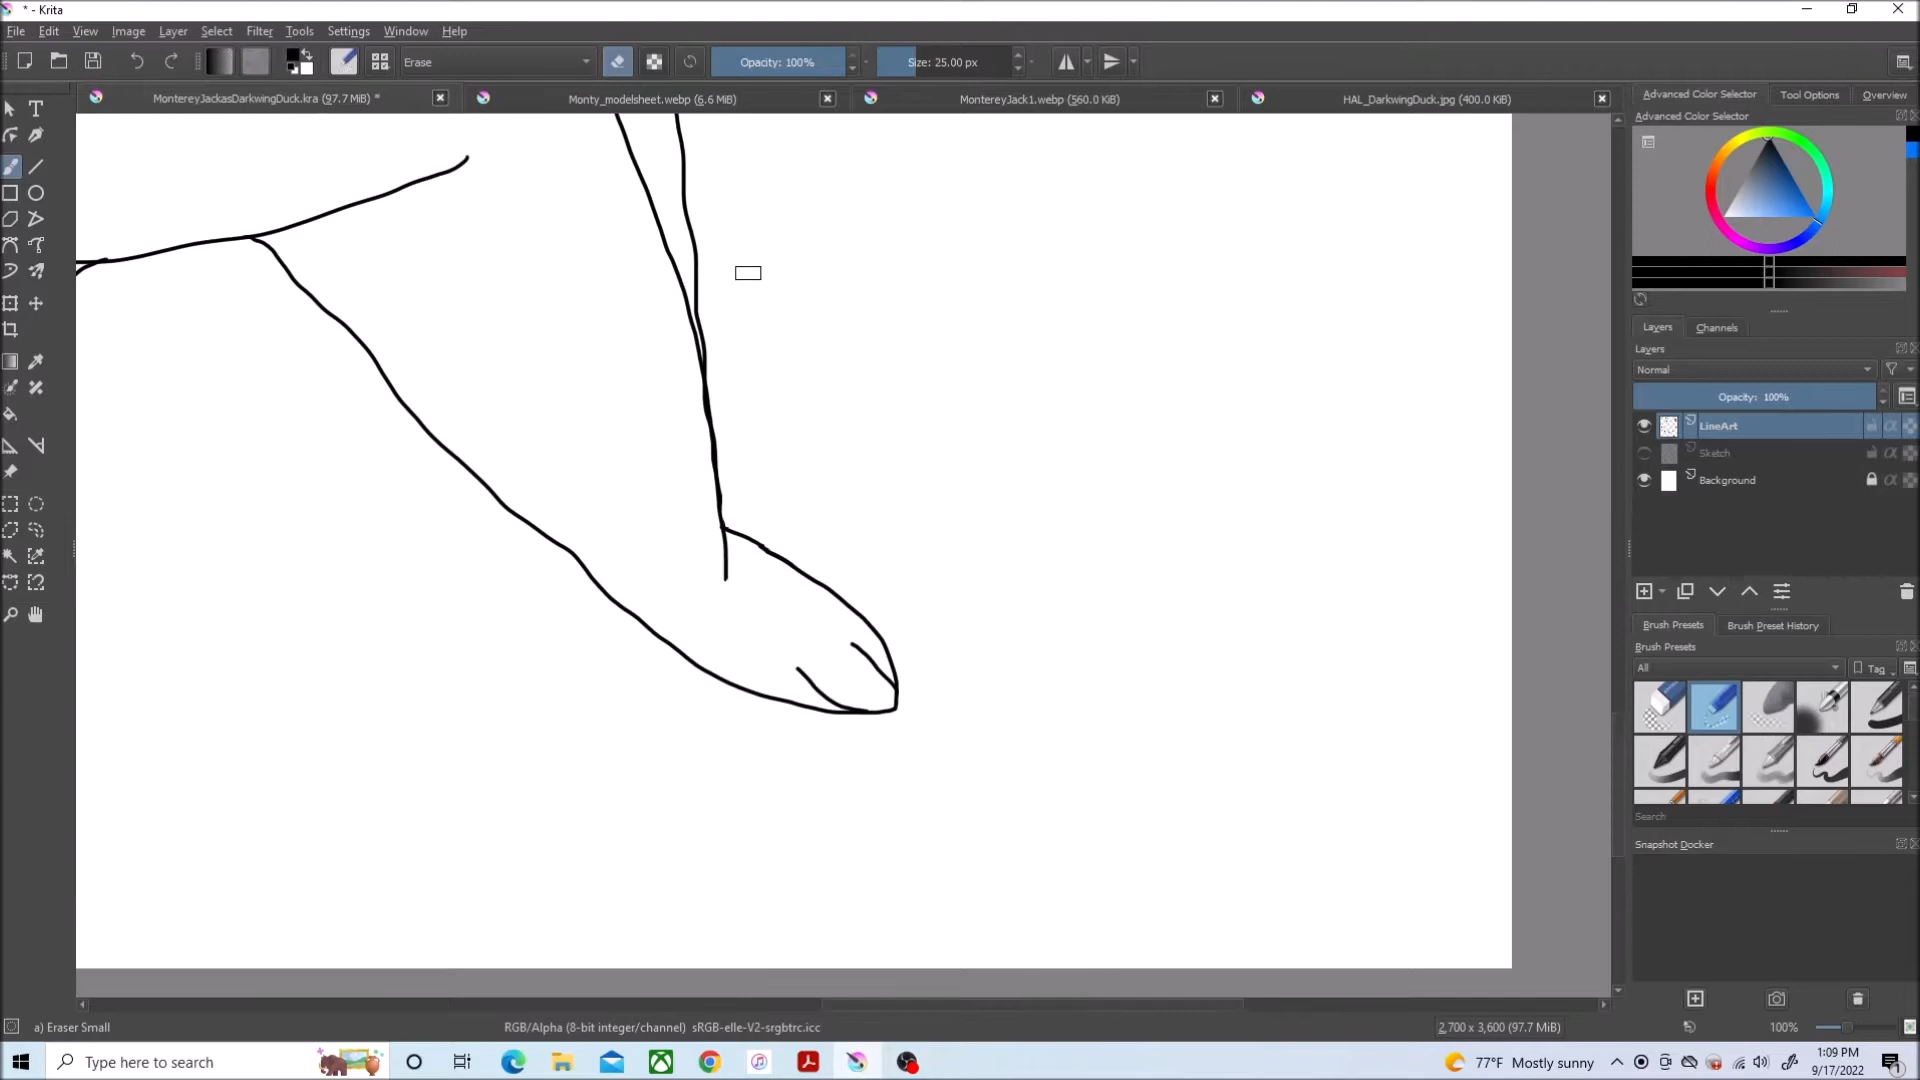 * - Krita
File Edit View Image Layer Select Filter Tools Settings Window Help
Erase Opacity: 100% Size: 25.00 px
MontereyJackasDarkwingDuck.kra (97.7 MiB) * Monty_modelsheet.webp (6.6 MiB) MontereyJack1.webp (560.0 KiB) HAL_DarkwingDuck.jpg (400.0 KiB)
Advanced Color Selector Tool Options Overview
Advanced Color Selector
Layers Channels
Layers
Normal
Opacity: 100%
LineArt
Sketch
Background
Brush Presets Brush Preset History
Brush Presets
All Tag
Search
Snapshot Docker
a) Eraser Small RGB/Alpha (8-bit integer/channel) sRGB-elle-V2-srgbtrc.icc 2,700 x 3,600 (97.7 MiB) 100%
Type here to search 77°F Mostly sunny 1:09 PM
9/17/2022 1